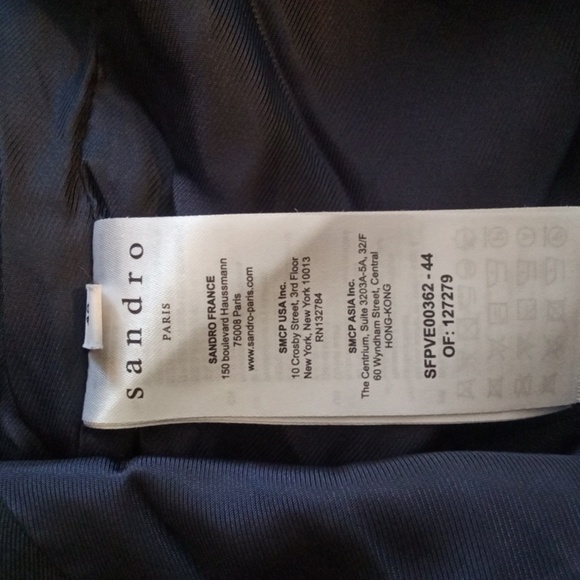 sandro
PARIS
SANDRO FRANCE
150 boulevard Haussmann
75008 Paris
www.sandro-paris.com
SMCP USA Inc.
10 Crosby Street, 3rd Floor
New York, New York 10013
RN132784
SMCP ASIA Inc.
The Centrium, Suite 3203A-5A, 32/F
60 Wyndham Street, Central
HONG-KONG
SFPVE00362 - 44
OF: 127279